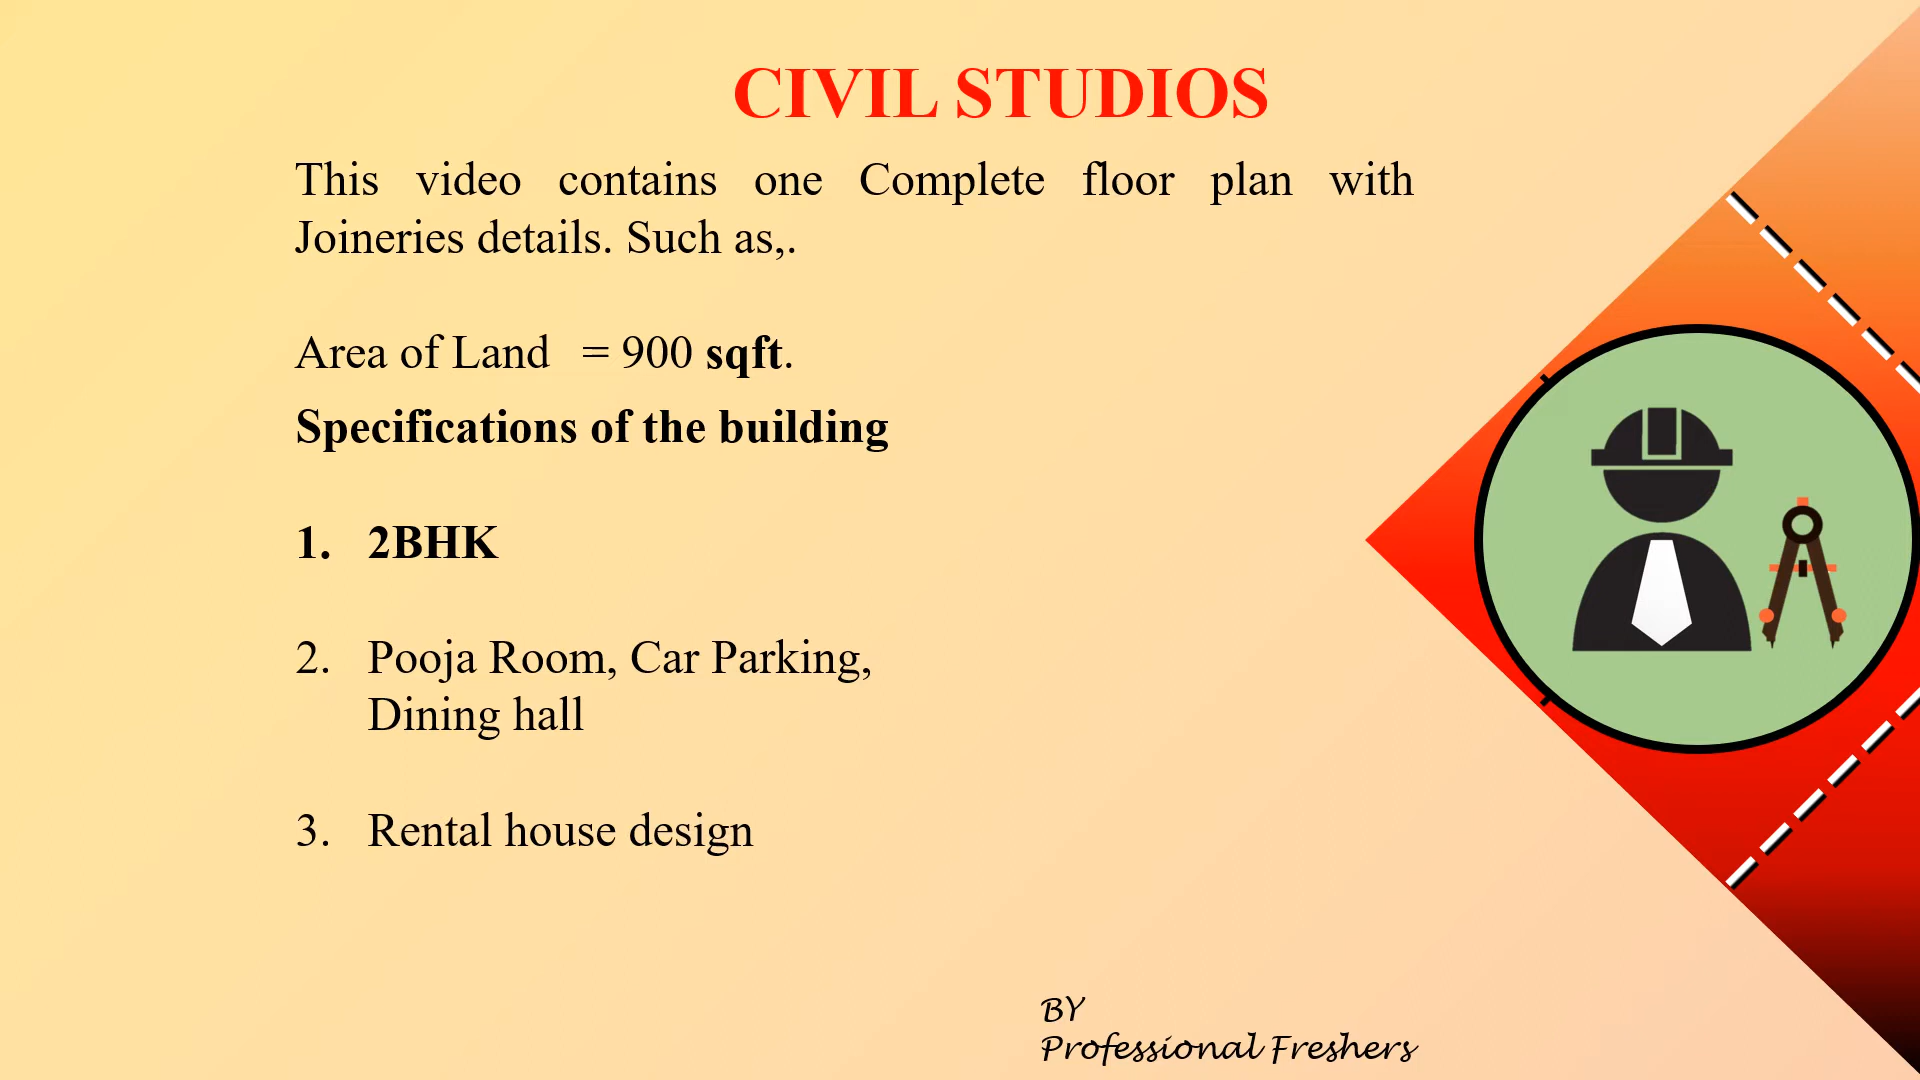 CIVIL STUDIOS
This video contains one Complete floor plan with
Joineries details. Such as,.
Area of Land = 900 sqft.
Specifications of the building
1. 2BHK
2. Pooja Room, Car Parking,
Dining hall
3. Rental house design
BY
Professional Freshers